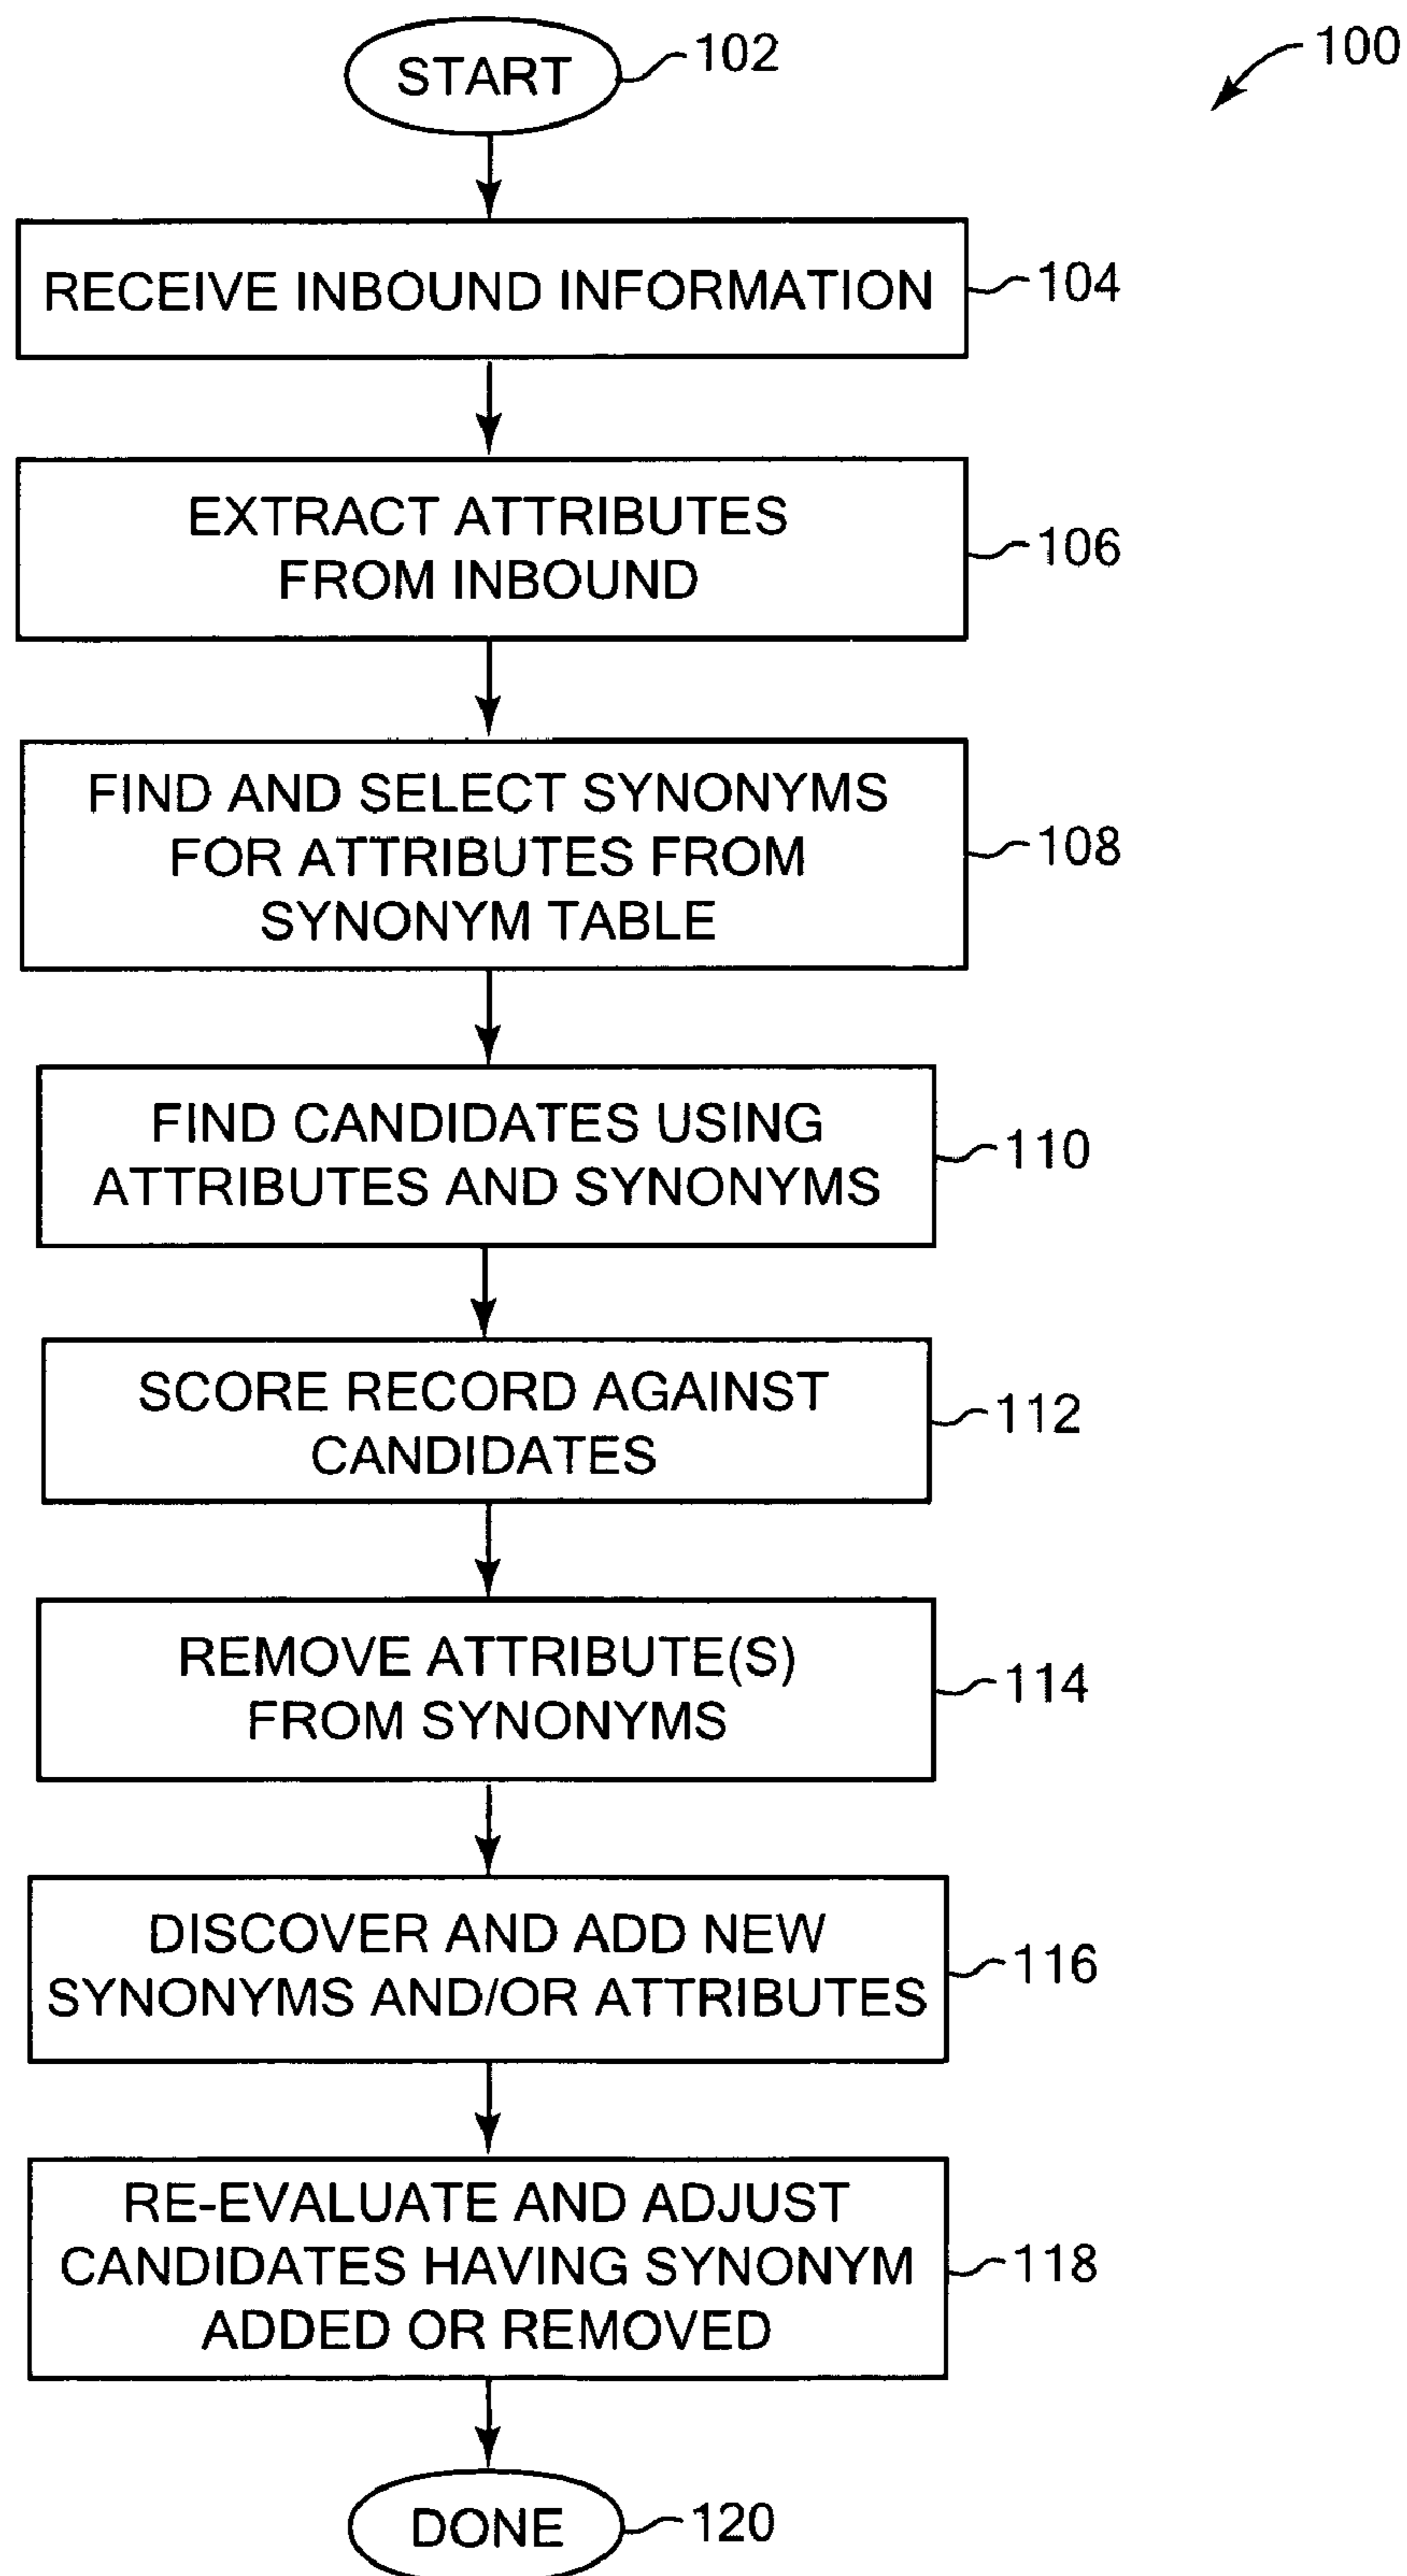 START
102
100
RECEIVE INBOUND INFORMATION
104
EXTRACT ATTRIBUTES
FROM INBOUND
106
FIND AND SELECT SYNONYMS
FOR ATTRIBUTES FROM
SYNONYM TABLE
108
FIND CANDIDATES USING
ATTRIBUTES AND SYNONYMS
110
SCORE RECORD AGAINST
CANDIDATES
112
REMOVE ATTRIBUTE(S)
FROM SYNONYMS
114
DISCOVER AND ADD NEW
SYNONYMS AND/OR ATTRIBUTES
116
RE-EVALUATE AND ADJUST
CANDIDATES HAVING SYNONYM
ADDED OR REMOVED
118
DONE
120